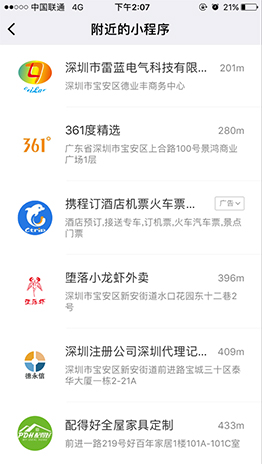 中国联通 4G 下午2:07 21%
附近的小程序
深圳市雷蓝电气科技有限... 201m
深圳市宝安区德业丰商务中心
361°
361度精选 280m
广东省深圳市宝安区上合路100号景鸿商业
广场1层
Ctrip
携程订酒店机票火车票... 广告
酒店预订,接送专车,订机票,火车汽车票,景点
门票
堕落虾
堕落小龙虾外卖 396m
深圳市宝安区新安街道水口花园东十二巷2
号
德永信
深圳注册公司深圳代理记... 409m
深圳市宝安区新安街道前进路宝城三十区泰
华大厦一栋2-21A
配得好全屋家具定制 433m
前进一路219号好百年家居1楼101A-101C室